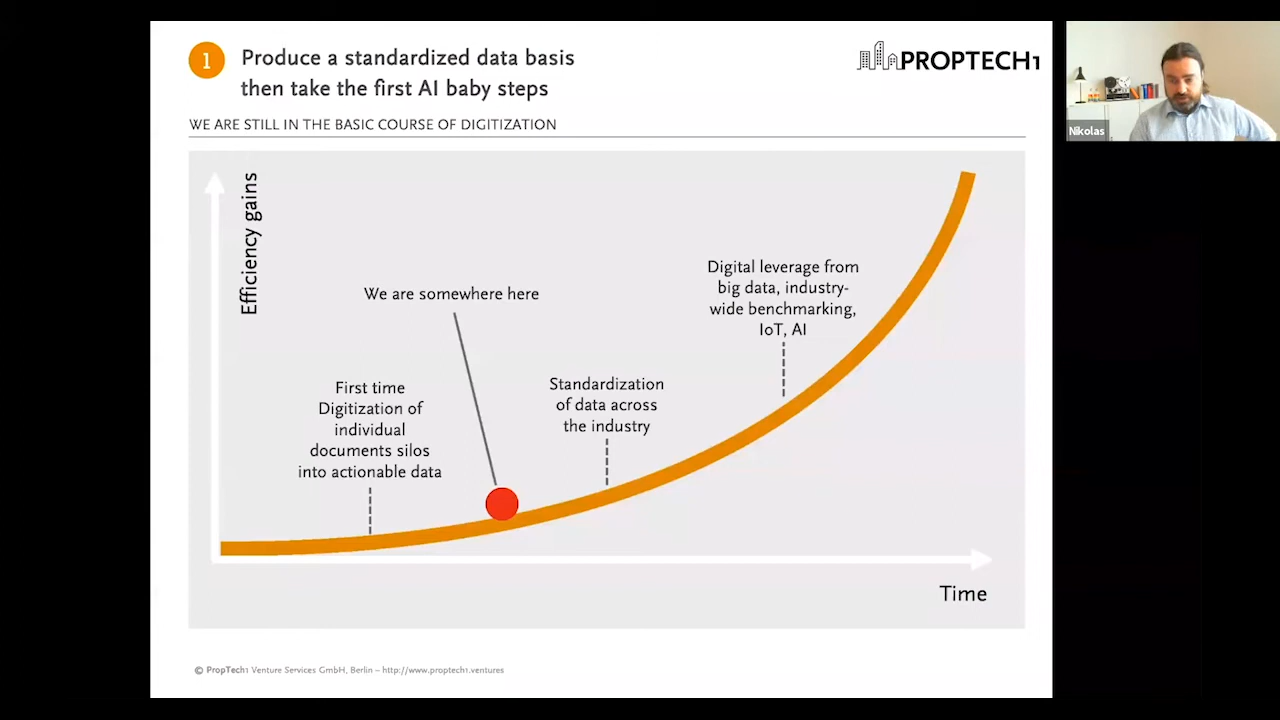 1
Produce a standardized data basis
then take the first AI baby steps
PROPTECH1
Nikolas
WE ARE STILL IN THE BASIC COURSE OF DIGITIZATION
Efficiency gains
We are somewhere here
Digital leverage from
big data, industry-
wide benchmarking,
IoT, AI
First time
Digitization of
individual
documents silos
into actionable data
Standardization
of data across
the industry
Time
© PropTech1 Venture Services GmbH, Berlin – http://www.proptech1.ventures